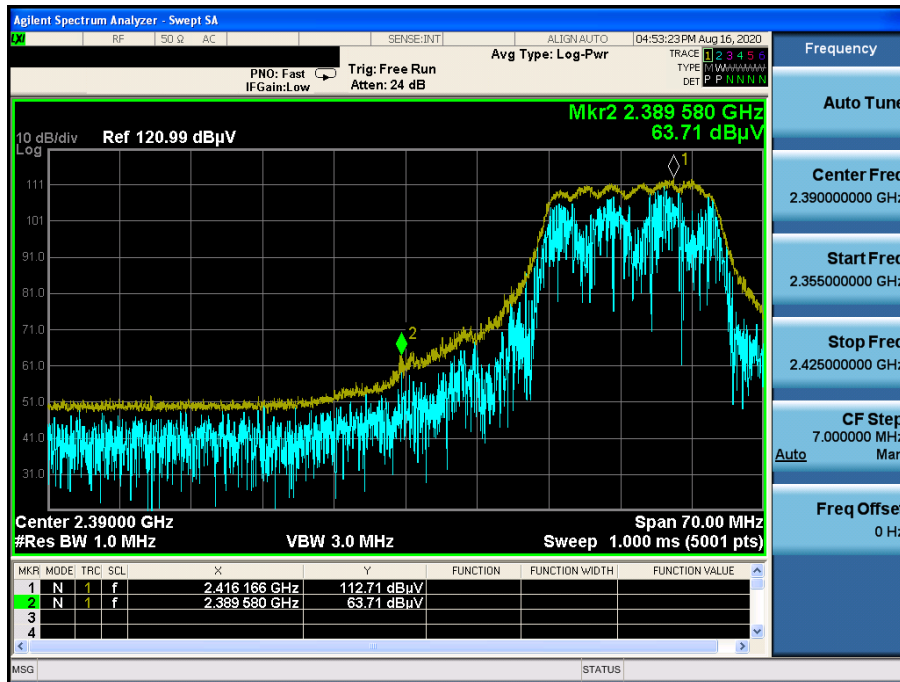 Agilent Spectrum Analyzer - Swept SA
LXI RF 50 Ω AC SENSE:INT ALIGN AUTO 04:53:23 PM Aug 16, 2020
Frequency
Avg Type: Log-Pwr
TRACE 1 2 3 4 5 6
PNO: Fast Trig: Free Run
TYPE M W W W W W
IFGain:Low Atten: 24 dB
DET P P N N N N
Auto Tune
Mkr2 2.389 580 GHz
10 dB/div Ref 120.99 dBµV 63.71 dBµV
Log
1
111
101
91.0
81.0
71.0
2
61.0
51.0
41.0
31.0
Center Freq
2.390000000 GHz
Start Freq
2.355000000 GHz
Stop Freq
2.425000000 GHz
CF Step
7.000000 MHz
Auto Man
Freq Offset
0 Hz
Center 2.39000 GHz Span 70.00 MHz
#Res BW 1.0 MHz VBW 3.0 MHz Sweep 1.000 ms (5001 pts)
MKR MODE TRC SCL X Y FUNCTION FUNCTION WIDTH FUNCTION VALUE
1 N 1 f 2.416 166 GHz 112.71 dBµV
2 N 1 f 2.389 580 GHz 63.71 dBµV
3
4
MSG STATUS